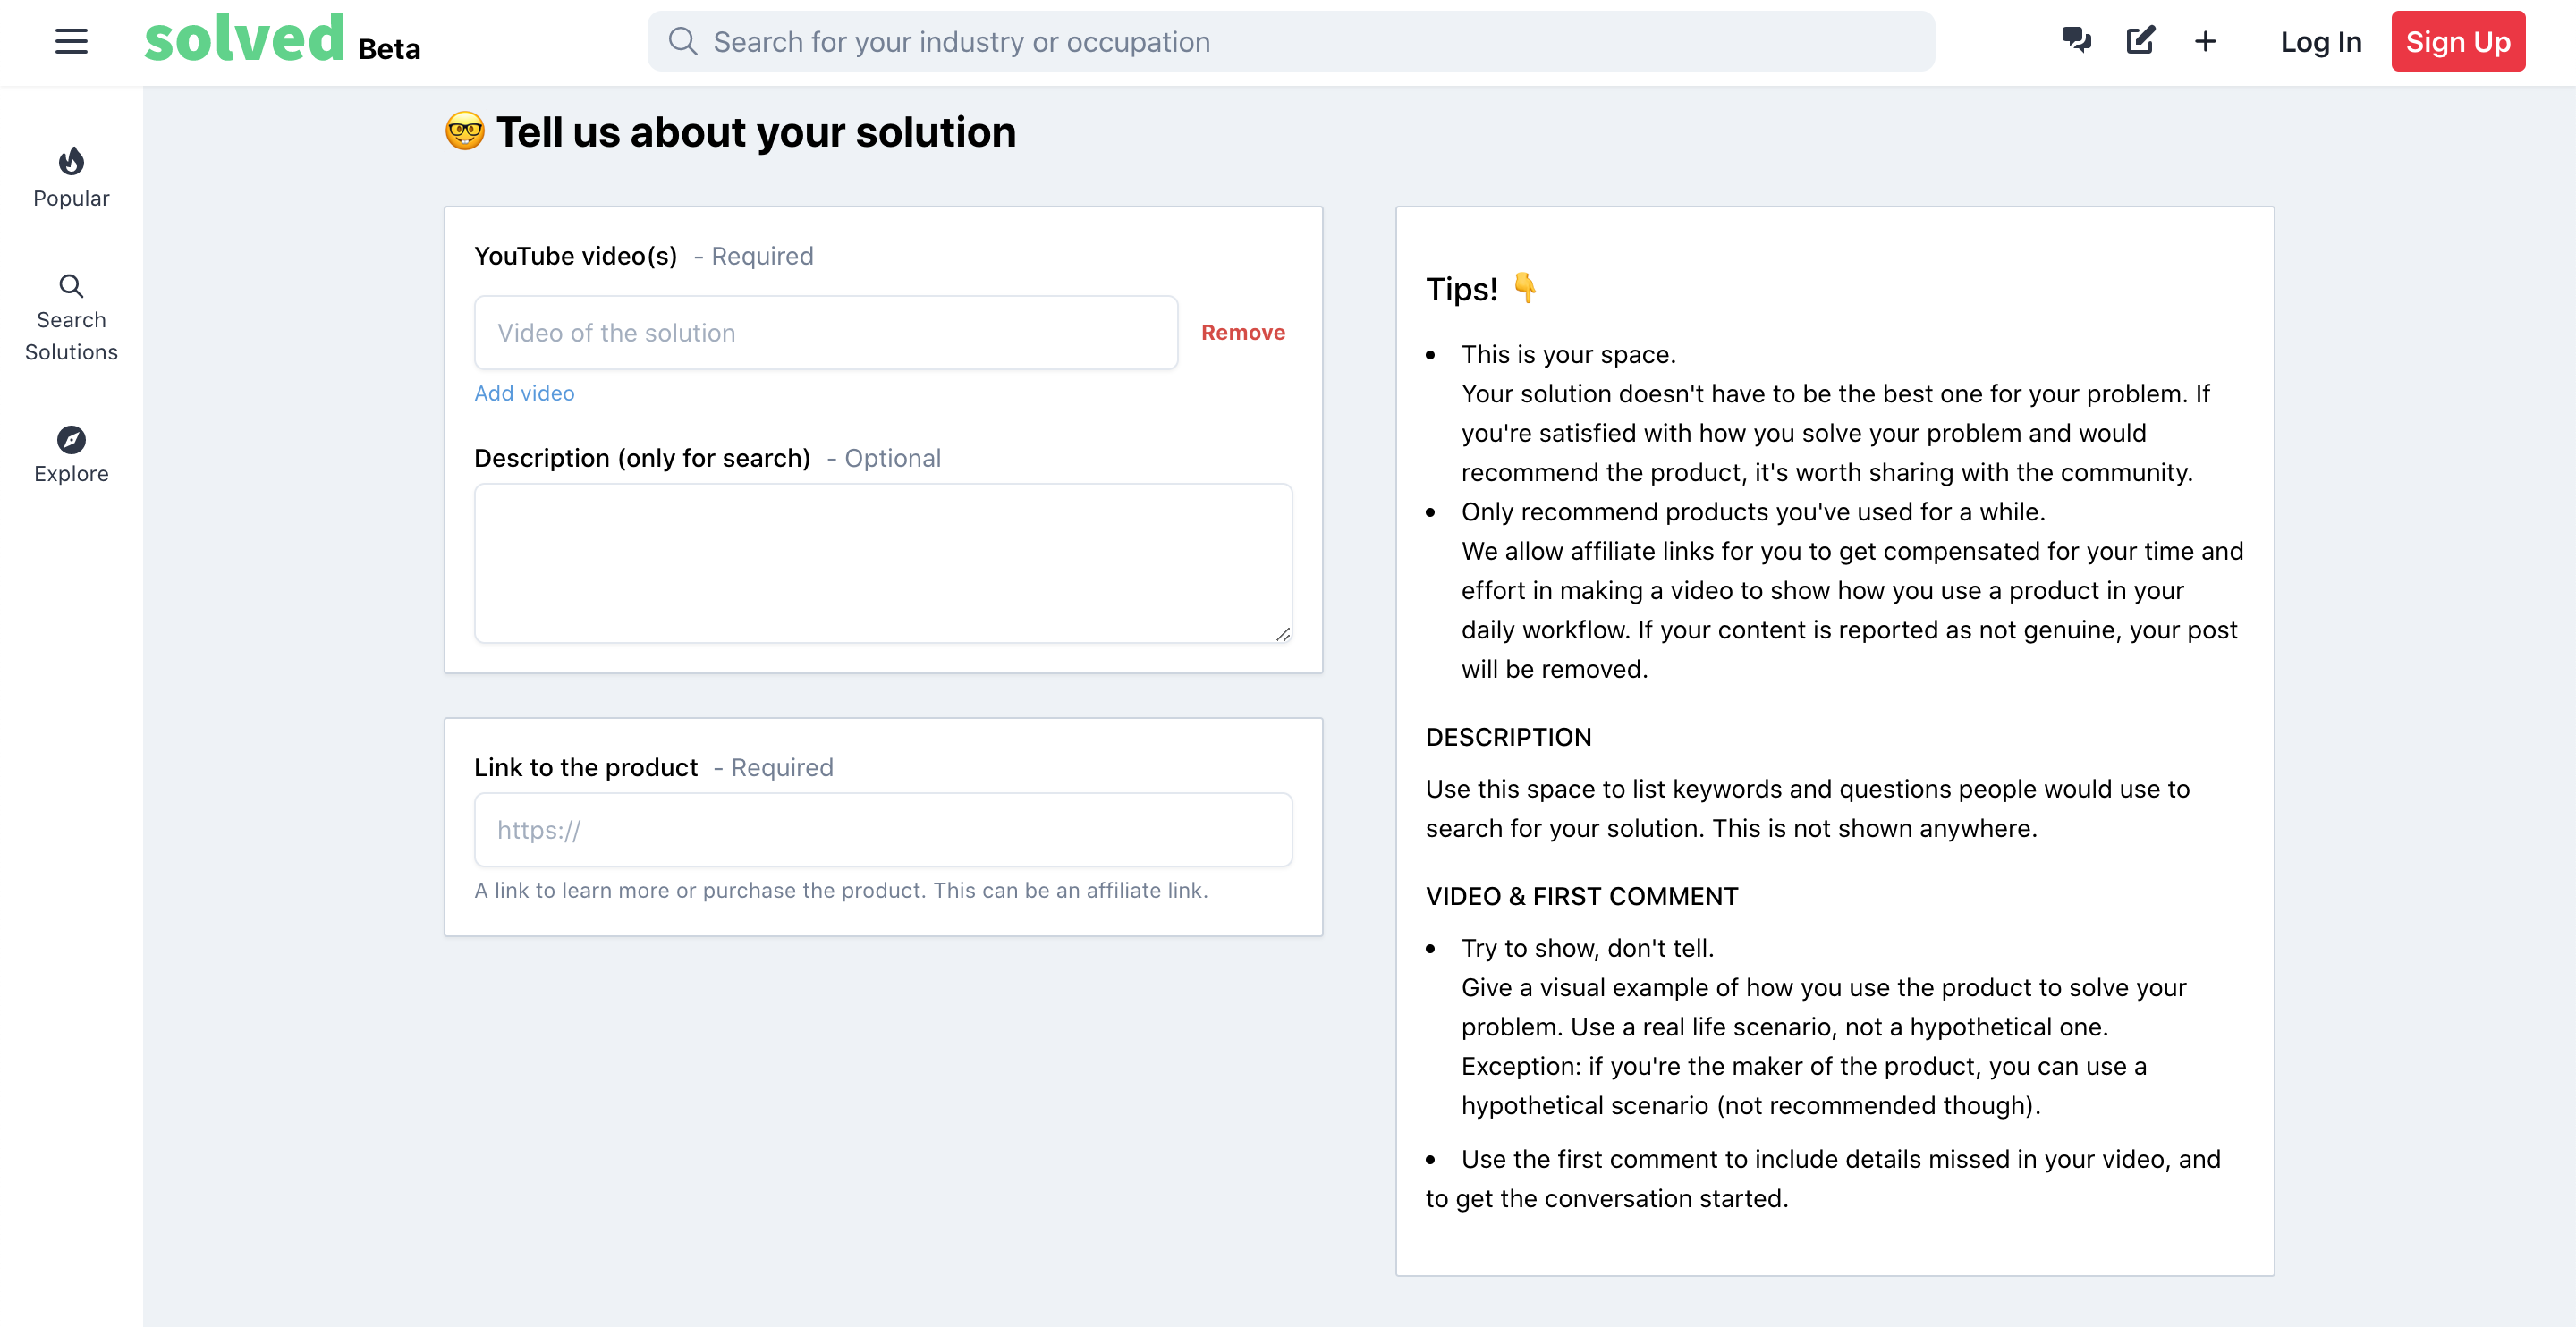 solved Beta
Search for your industry or occupation
Log In
Sign Up
Popular
Search
Solutions
Explore
🤓 Tell us about your solution
YouTube video(s) - Required
Video of the solution
Remove
Add video
Description (only for search) - Optional
Link to the product - Required
https://
A link to learn more or purchase the product. This can be an affiliate link.
Tips! 👇
• This is your space.
Your solution doesn't have to be the best one for your problem. If
you're satisfied with how you solve your problem and would
recommend the product, it's worth sharing with the community.
• Only recommend products you've used for a while.
We allow affiliate links for you to get compensated for your time and
effort in making a video to show how you use a product in your
daily workflow. If your content is reported as not genuine, your post
will be removed.
DESCRIPTION
Use this space to list keywords and questions people would use to
search for your solution. This is not shown anywhere.
VIDEO & FIRST COMMENT
• Try to show, don't tell.
Give a visual example of how you use the product to solve your
problem. Use a real life scenario, not a hypothetical one.
Exception: if you're the maker of the product, you can use a
hypothetical scenario (not recommended though).
• Use the first comment to include details missed in your video, and
to get the conversation started.